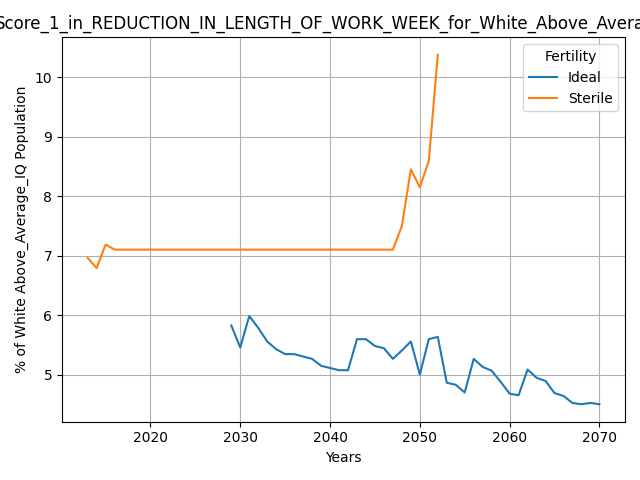 Score_1_in_REDUCTION_IN_LENGTH_OF_WORK_WEEK_for_White_Above_Avera
Fertility
Ideal
Sterile
% of White Above_Average_IQ Population
10
9
8
7
6
5
2020 2030 2040 2050 2060 2070
Years